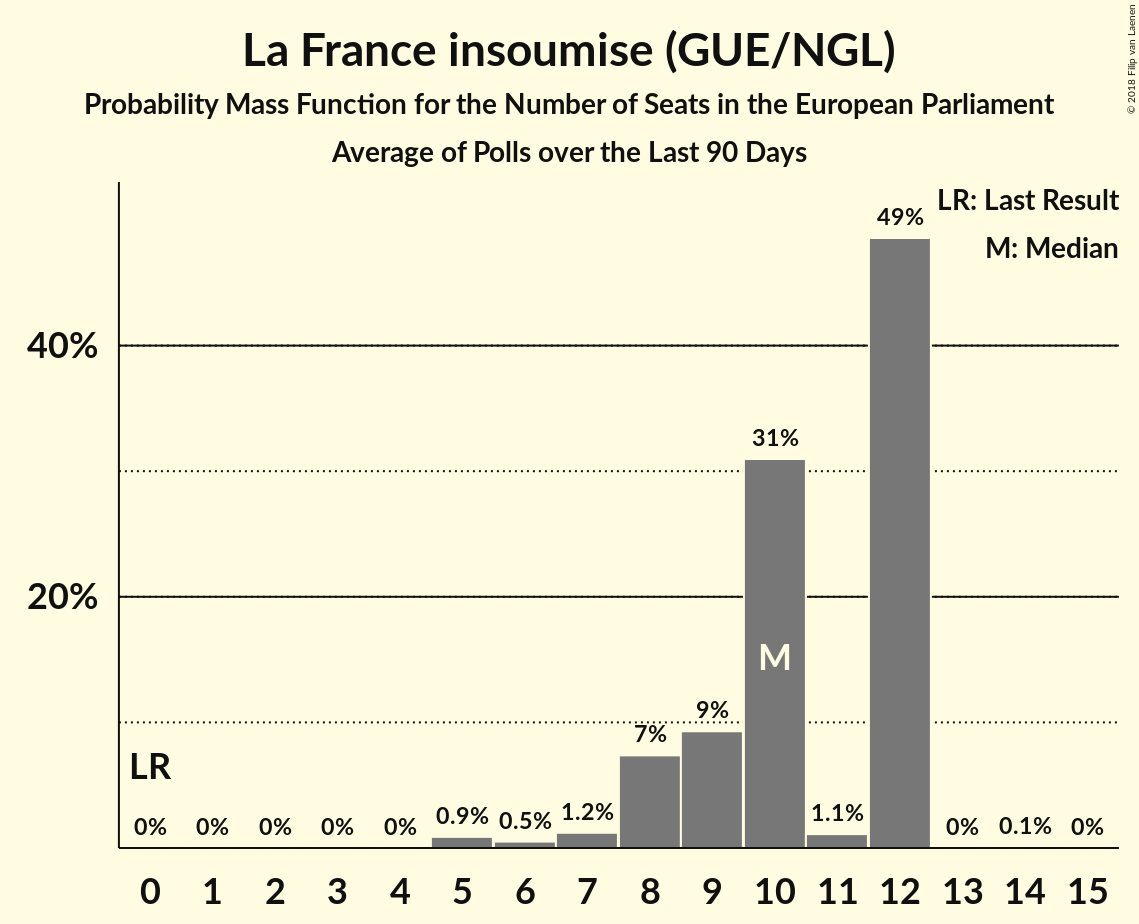 La France insoumise (GUE/NGL)
Probability Mass Function for the Number of Seats in the European Parliament
Average of Polls over the Last 90 Days
© 2018 Filip van Laenen
LR: Last Result
M: Median
40%
20%
LR
M
0% 0% 0% 0% 0% 0.9% 0.5% 1.2% 7% 9% 31% 1.1% 49% 0% 0.1% 0%
0 1 2 3 4 5 6 7 8 9 10 11 12 13 14 15